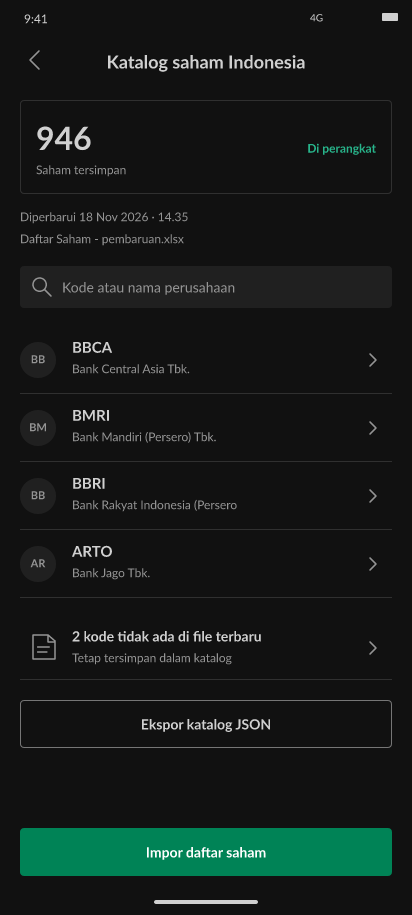 9:41
4G
Katalog saham Indonesia
946
Saham tersimpan
Di perangkat
Diperbarui 18 Nov 2026 · 14.35
Daftar Saham - pembaruan.xlsx
Kode atau nama perusahaan
BB
BBCA
Bank Central Asia Tbk.
BM
BMRI
Bank Mandiri (Persero) Tbk.
BB
BBRI
Bank Rakyat Indonesia (Persero
AR
ARTO
Bank Jago Tbk.
2 kode tidak ada di file terbaru
Tetap tersimpan dalam katalog
Ekspor katalog JSON
Impor daftar saham